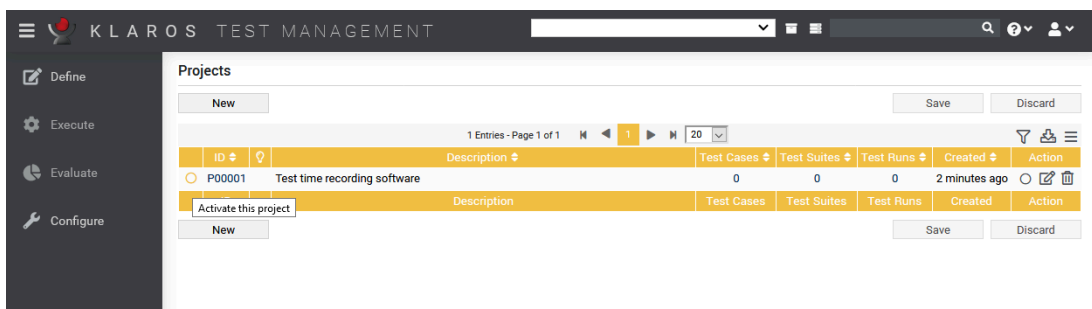 KLAROS TEST MANAGEMENT
Define
Execute
Evaluate
Configure
Projects
New Save Discard
1 Entries - Page 1 of 1 1 20
ID Description Test Cases Test Suites Test Runs Created Action
P00001 Test time recording software 0 0 0 2 minutes ago
Description Test Cases Test Suites Test Runs Created Action
Activate this project
New Save Discard